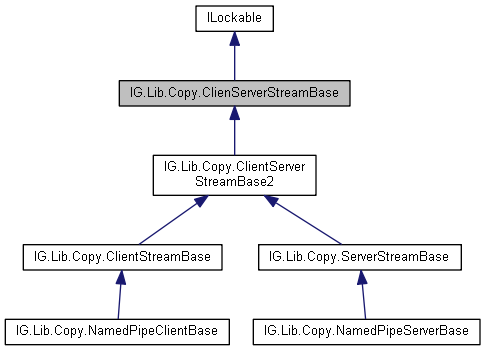 ILockable
IG.Lib.Copy.ClienServerStreamBase
IG.Lib.Copy.ClientServer
StreamBase2
IG.Lib.Copy.ClientStreamBase
IG.Lib.Copy.ServerStreamBase
IG.Lib.Copy.NamedPipeClientBase
IG.Lib.Copy.NamedPipeServerBase